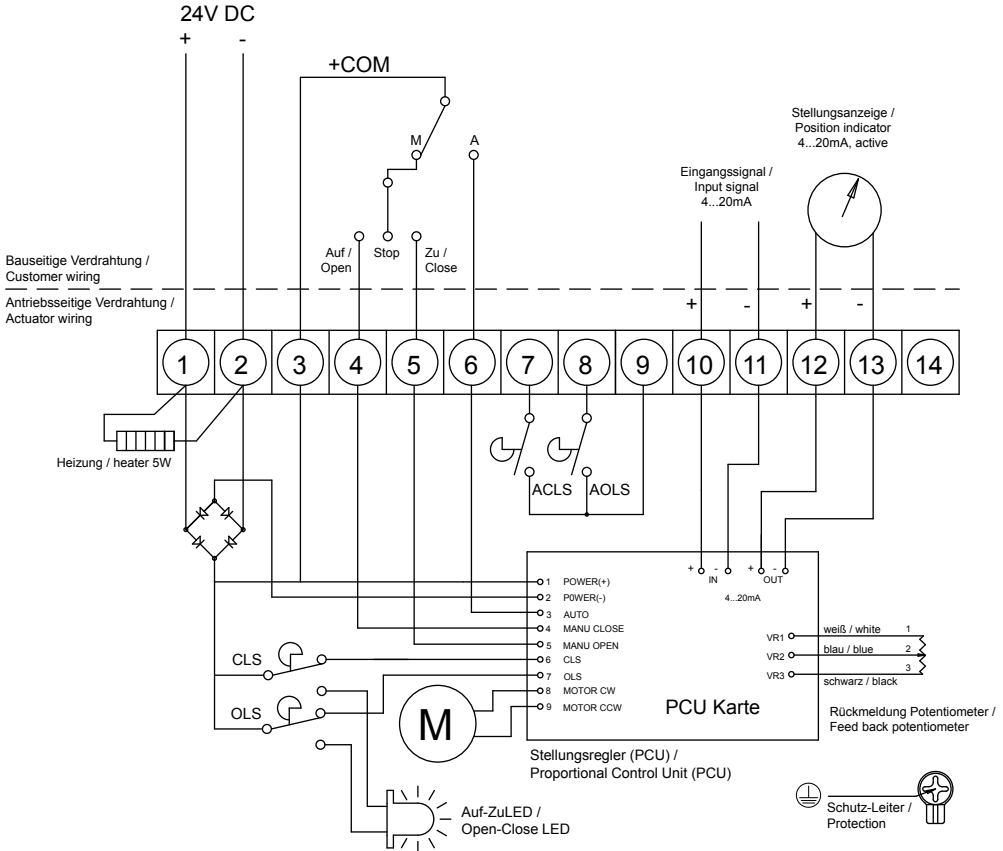 24V DC
+ -
+COM
M
A
Stellungsanzeige /
Position indicator
4...20mA, active
Eingangssignal /
Input signal
4...20mA
Auf /
Open
Stop
Zu /
Close
Bauseitige Verdrahtung /
Customer wiring
Antriebsseitige Verdrahtung /
Actuator wiring
+ - + -
1 2 3 4 5 6 7 8 9 10 11 12 13 14
Heizung / heater 5W
ACLS AOLS
+ - + -
IN OUT
4...20mA
1 POWER(+)
2 P0WER(-)
3 AUTO
4 MANU CLOSE
5 MANU OPEN
6 CLS
7 OLS
8 MOTOR CW
9 MOTOR CCW
VR1
VR2
VR3
weiß / white 1
blau / blue 2
3
schwarz / black
CLS
OLS
M
PCU Karte
Rückmeldung Potentiometer /
Feed back potentiometer
Stellungsregler (PCU) /
Proportional Control Unit (PCU)
Auf-ZuLED /
Open-Close LED
Schutz-Leiter /
Protection